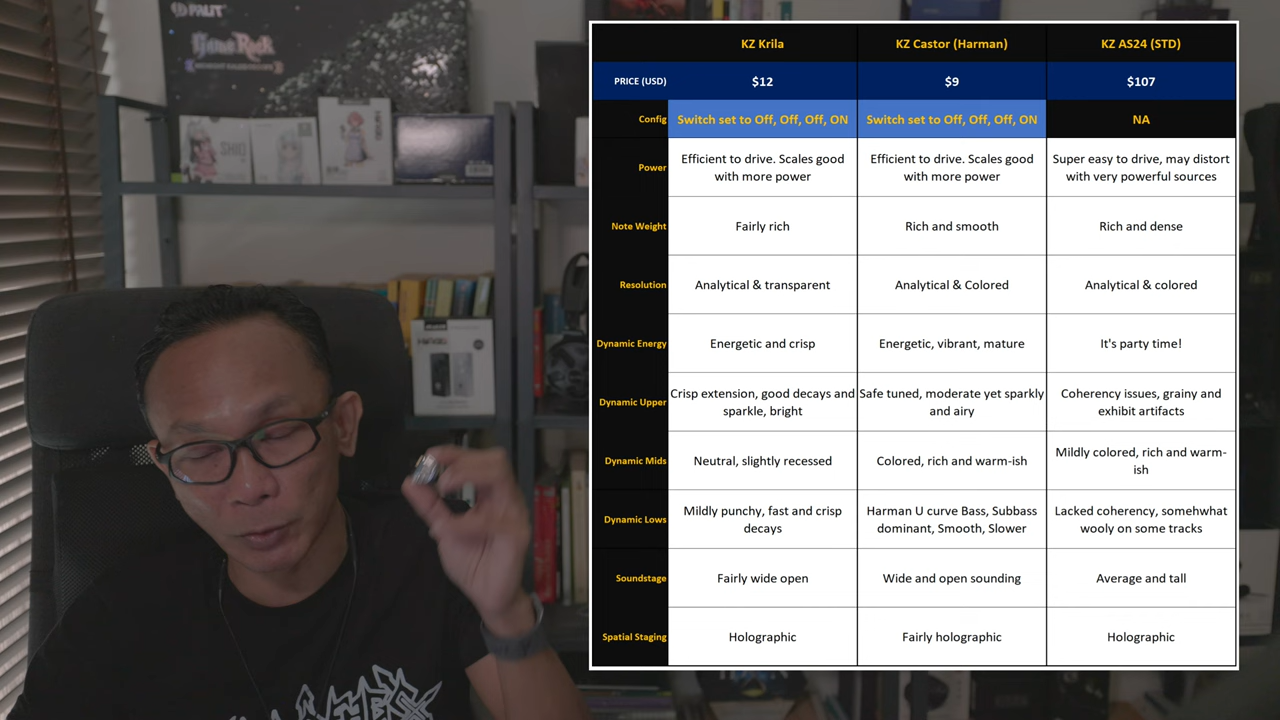 PALIT
GameRock
SHIO
KZ Krila
KZ Castor (Harman)
KZ AS24 (STD)
PRICE (USD)
$12
$9
$107
Config
Switch set to Off, Off, Off, ON
Switch set to Off, Off, Off, ON
NA
Power
Efficient to drive. Scales good
with more power
Efficient to drive. Scales good
with more power
Super easy to drive, may distort
with very powerful sources
Note Weight
Fairly rich
Rich and smooth
Rich and dense
Resolution
Analytical & transparent
Analytical & Colored
Analytical & colored
Dynamic Energy
Energetic and crisp
Energetic, vibrant, mature
It's party time!
Dynamic Upper
Crisp extension, good decays and
sparkle, bright
Safe tuned, moderate yet sparkly
and airy
Coherency issues, grainy and
exhibit artifacts
Dynamic Mids
Neutral, slightly recessed
Colored, rich and warm-ish
Mildly colored, rich and warm-
ish
Dynamic Lows
Mildly punchy, fast and crisp
decays
Harman U curve Bass, Subbass
dominant, Smooth, Slower
Lacked coherency, somehwhat
wooly on some tracks
Soundstage
Fairly wide open
Wide and open sounding
Average and tall
Spatial Staging
Holographic
Fairly holographic
Holographic